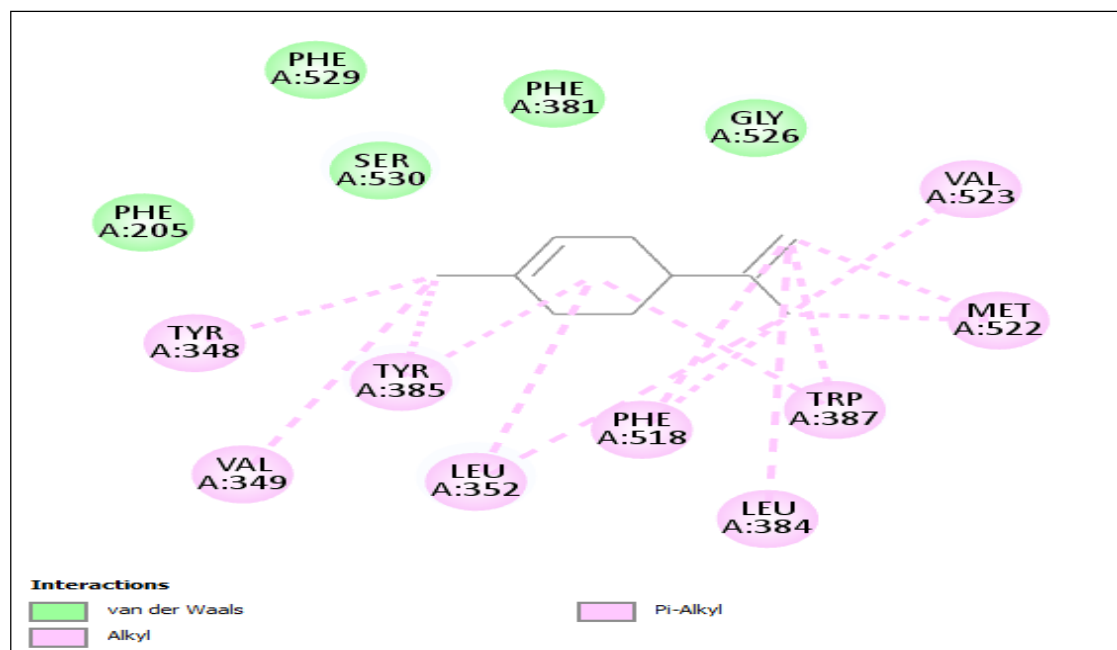 PHE
A:529
PHE
A:381
GLY
A:526
SER
A:530
VAL
A:523
PHE
A:205
MET
A:522
TYR
A:348
TYR
A:385
TRP
A:387
PHE
A:518
VAL
A:349
LEU
A:352
LEU
A:384
Interactions
van der Waals
Alkyl
Pi-Alkyl